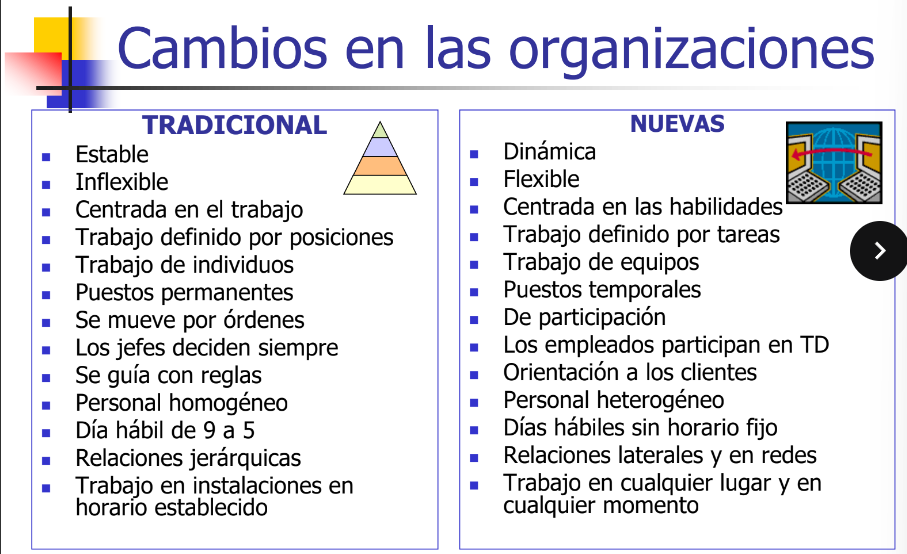 Cambios en las organizaciones
TRADICIONAL
Estable
Inflexible
Centrada en el trabajo
Trabajo definido por posiciones
Trabajo de individuos
Puestos permanentes
Se mueve por órdenes
Los jefes deciden siempre
Se guía con reglas
Personal homogéneo
Día hábil de 9 a 5
Relaciones jerárquicas
Trabajo en instalaciones en
horario establecido
NUEVAS
Dinámica
Flexible
Centrada en las habilidades
Trabajo definido por tareas
Trabajo de equipos
Puestos temporales
De participación
Los empleados participan en TD
Orientación a los clientes
Personal heterogéneo
Días hábiles sin horario fijo
Relaciones laterales y en redes
Trabajo en cualquier lugar y en
cualquier momento